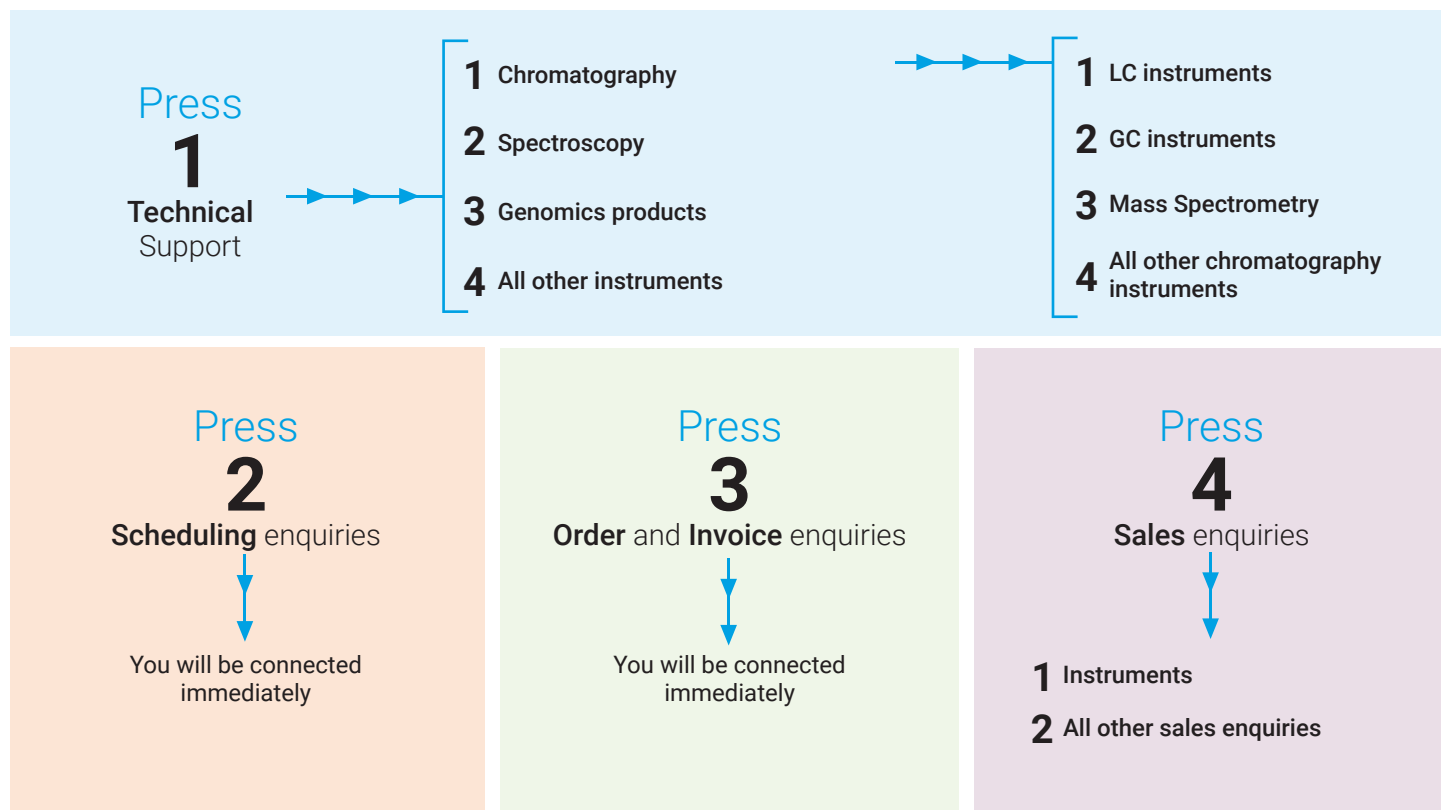 Press
1
Technical
Support
1 Chromatography
2 Spectroscopy
3 Genomics products
4 All other instruments
1 LC instruments
2 GC instruments
3 Mass Spectrometry
4 All other chromatography
instruments
Press
2
Scheduling enquiries
You will be connected
immediately
Press
3
Order and Invoice enquiries
You will be connected
immediately
Press
4
Sales enquiries
1 Instruments
2 All other sales enquiries